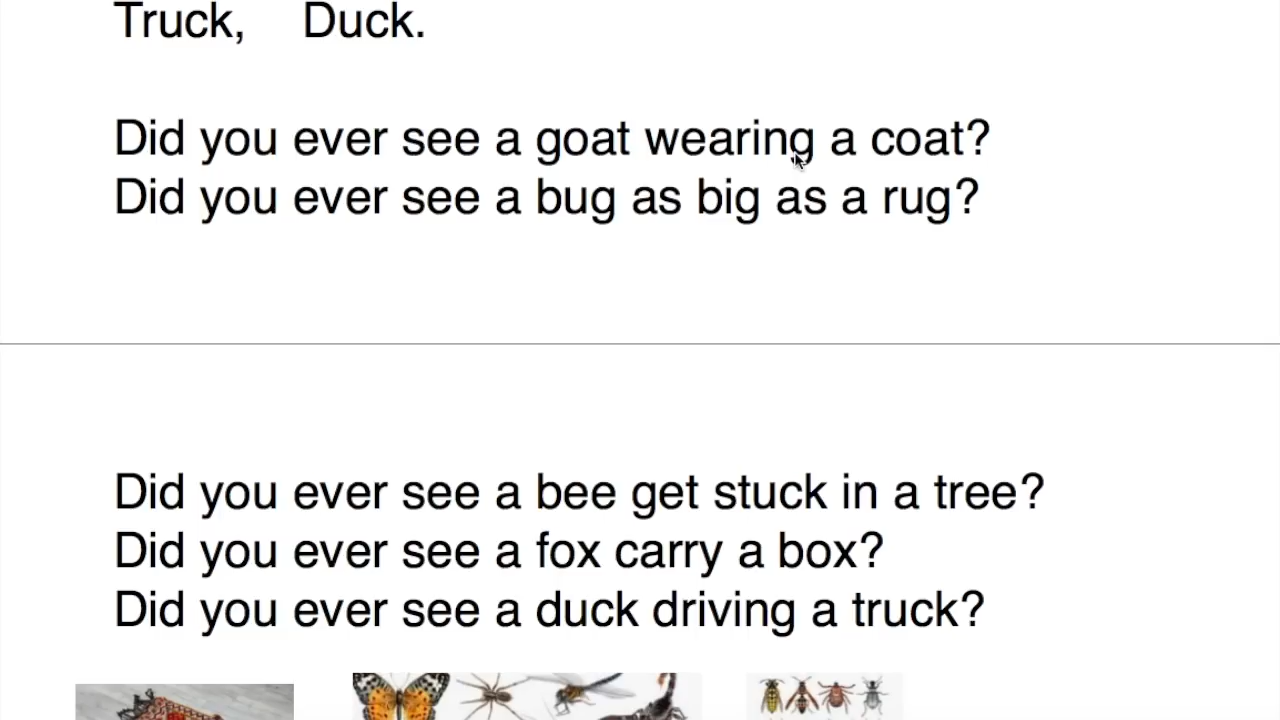 Truck, Duck.
Did you ever see a goat wearing a coat?
Did you ever see a bug as big as a rug?
Did you ever see a bee get stuck in a tree?
Did you ever see a fox carry a box?
Did you ever see a duck driving a truck?